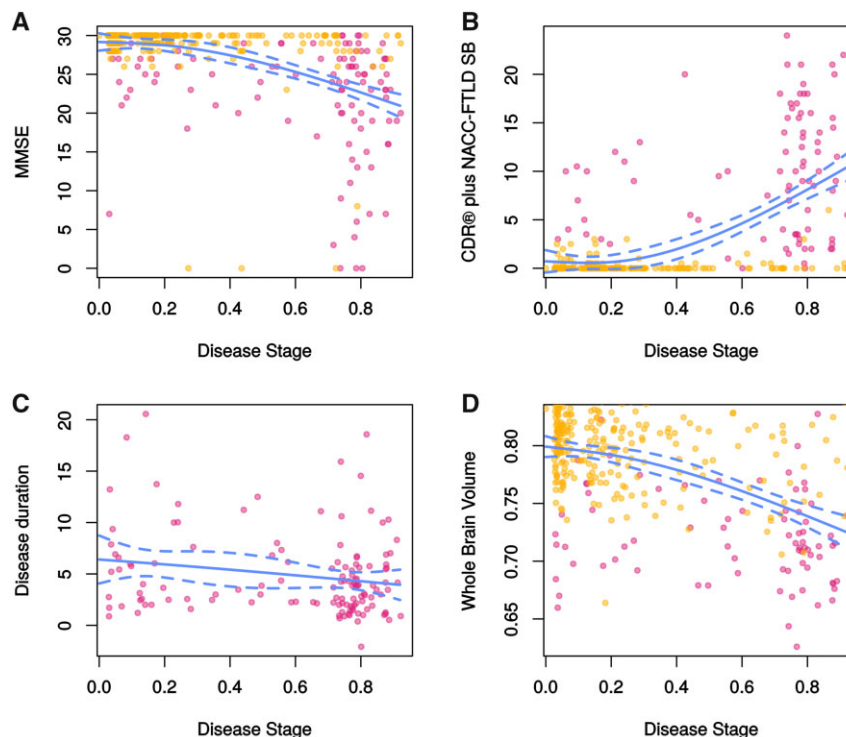 A
MMSE
30
25
20
15
10
5
0
0.0 0.2 0.4 0.6 0.8
Disease Stage
B
CDR® plus NACC-FTLD SB
20
15
10
5
0
0.0 0.2 0.4 0.6 0.8
Disease Stage
C
Disease duration
20
15
10
5
0
0.0 0.2 0.4 0.6 0.8
Disease Stage
D
Whole Brain Volume
0.80
0.75
0.70
0.65
0.0 0.2 0.4 0.6 0.8
Disease Stage